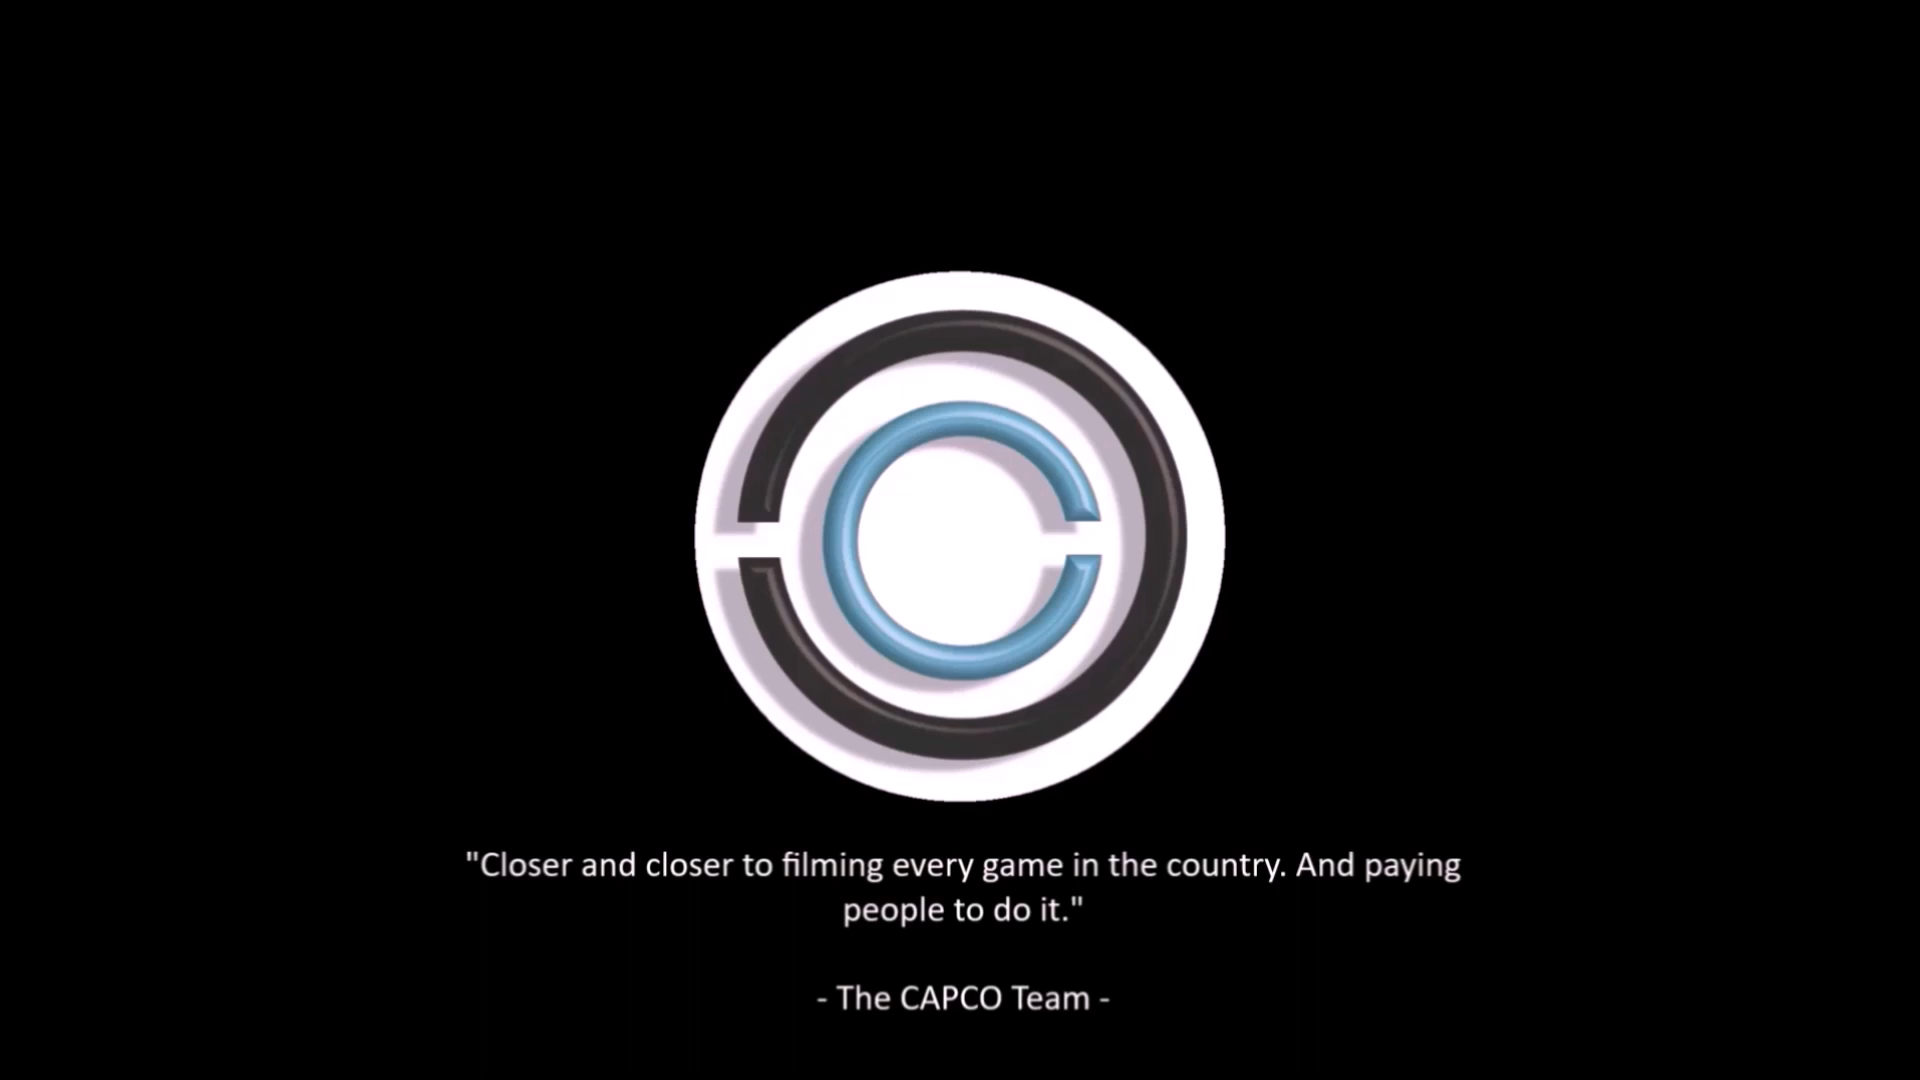 "Closer and closer to filming every game in the country. And paying
people to do it."
- The CAPCO Team -